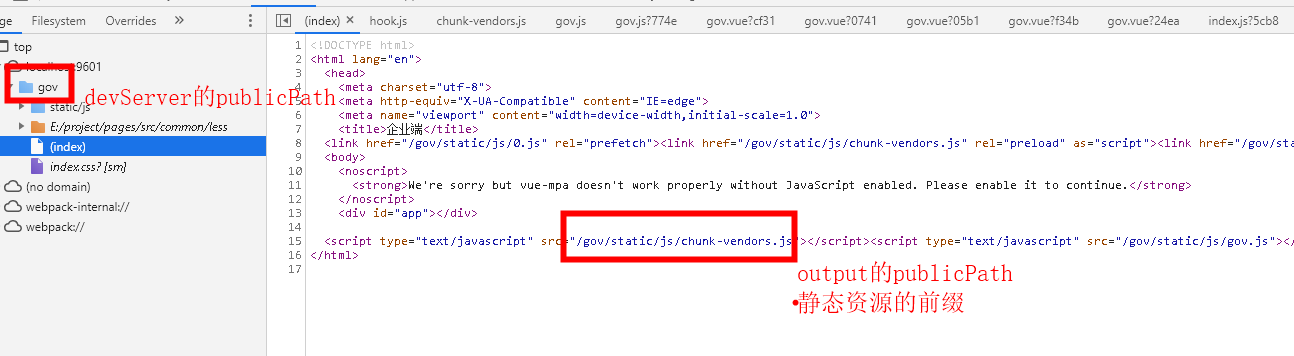 ge Filesystem Overrides » (index) × hook.js chunk-vendors.js gov.js gov.js?774e gov.vue?cf31 gov.vue?0741 gov.vue?05b1 gov.vue?f34b gov.vue?24ea index.js?5cb8
top
localhost:9601
gov
devServer的publicPath
static/js
E:/project/pages/src/common/less
(index)
index.css? [sm]
(no domain)
webpack-internal://
webpack://
1 <!DOCTYPE html>
2 <html lang="en">
3 <head>
4 <meta charset="utf-8">
5 <meta http-equiv="X-UA-Compatible" content="IE=edge">
6 <meta name="viewport" content="width=device-width,initial-scale=1.0">
7 <title>企业端</title>
8 <link href="/gov/static/js/0.js" rel="prefetch"><link href="/gov/static/js/chunk-vendors.js" rel="preload" as="script"><link href="/gov/s
9 <body>
10 <noscript>
11 <strong>We're sorry but vue-mpa doesn't work properly without JavaScript enabled. Please enable it to continue.</strong>
12 </noscript>
13 <div id="app"></div>
14
15 <script type="text/javascript" src="/gov/static/js/chunk-vendors.js"></script><script type="text/javascript" src="/gov/static/js/gov.js"></
16 </html>
17
output的publicPath
静态资源的前缀